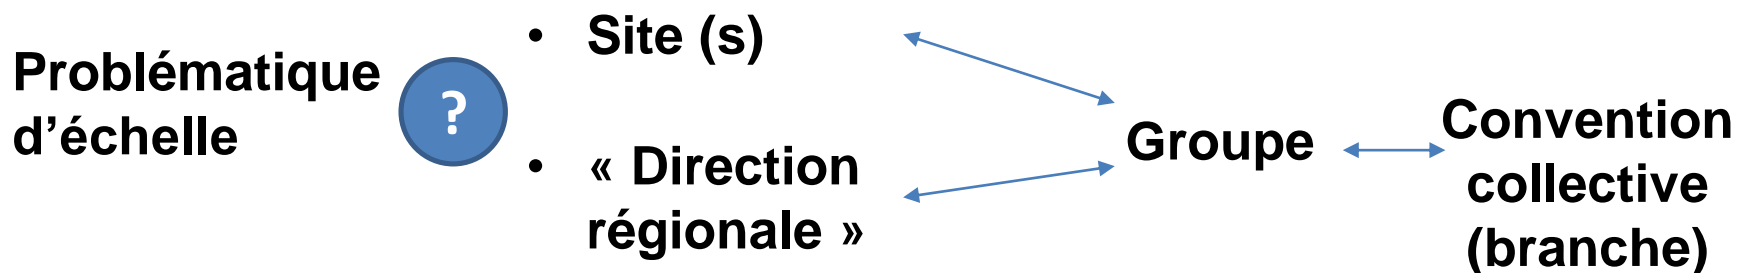 Problématique
d’échelle
?
• Site (s)
• « Direction
régionale »
Groupe
Convention
collective
(branche)